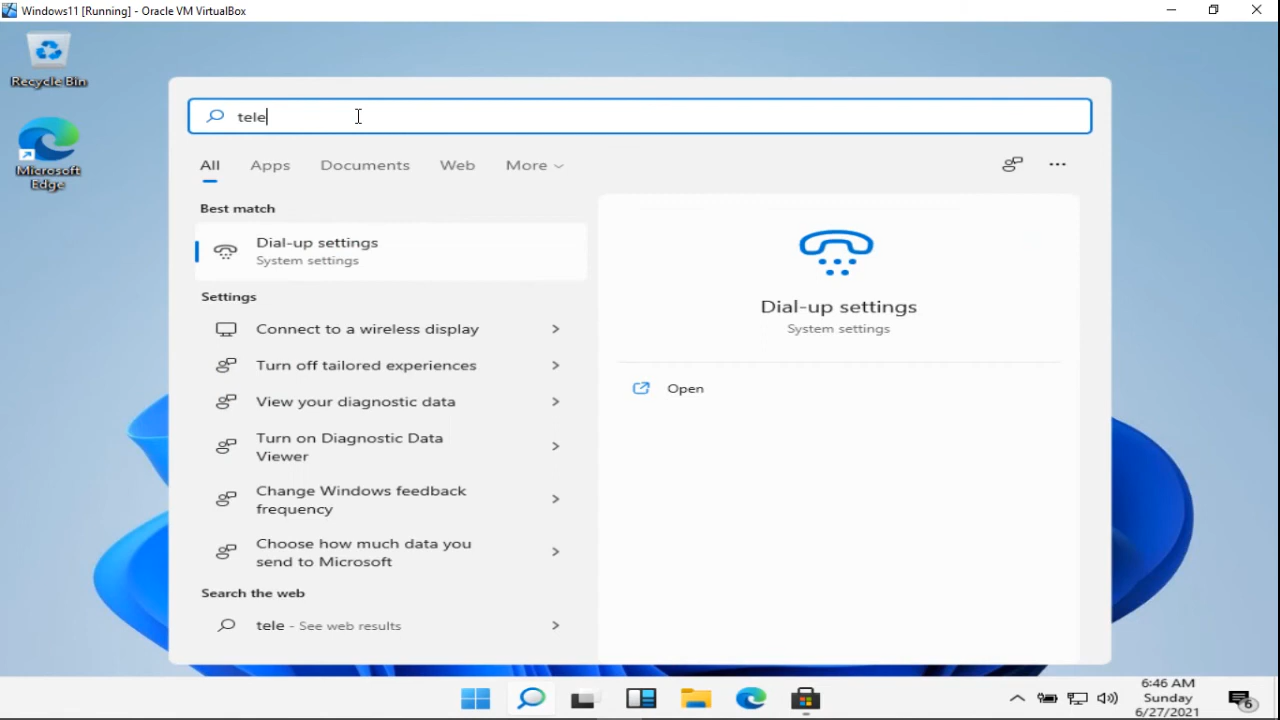 Windows11 [Running] - Oracle VM VirtualBox
Recycle Bin
Microsoft
Edge
tele
All Apps Documents Web More
Best match
Dial-up settings
System settings
Settings
Connect to a wireless display
Turn off tailored experiences
View your diagnostic data
Turn on Diagnostic Data
Viewer
Change Windows feedback
frequency
Choose how much data you
send to Microsoft
Search the web
tele - See web results
Dial-up settings
System settings
Open
6:46 AM
Sunday
6/27/2021
6